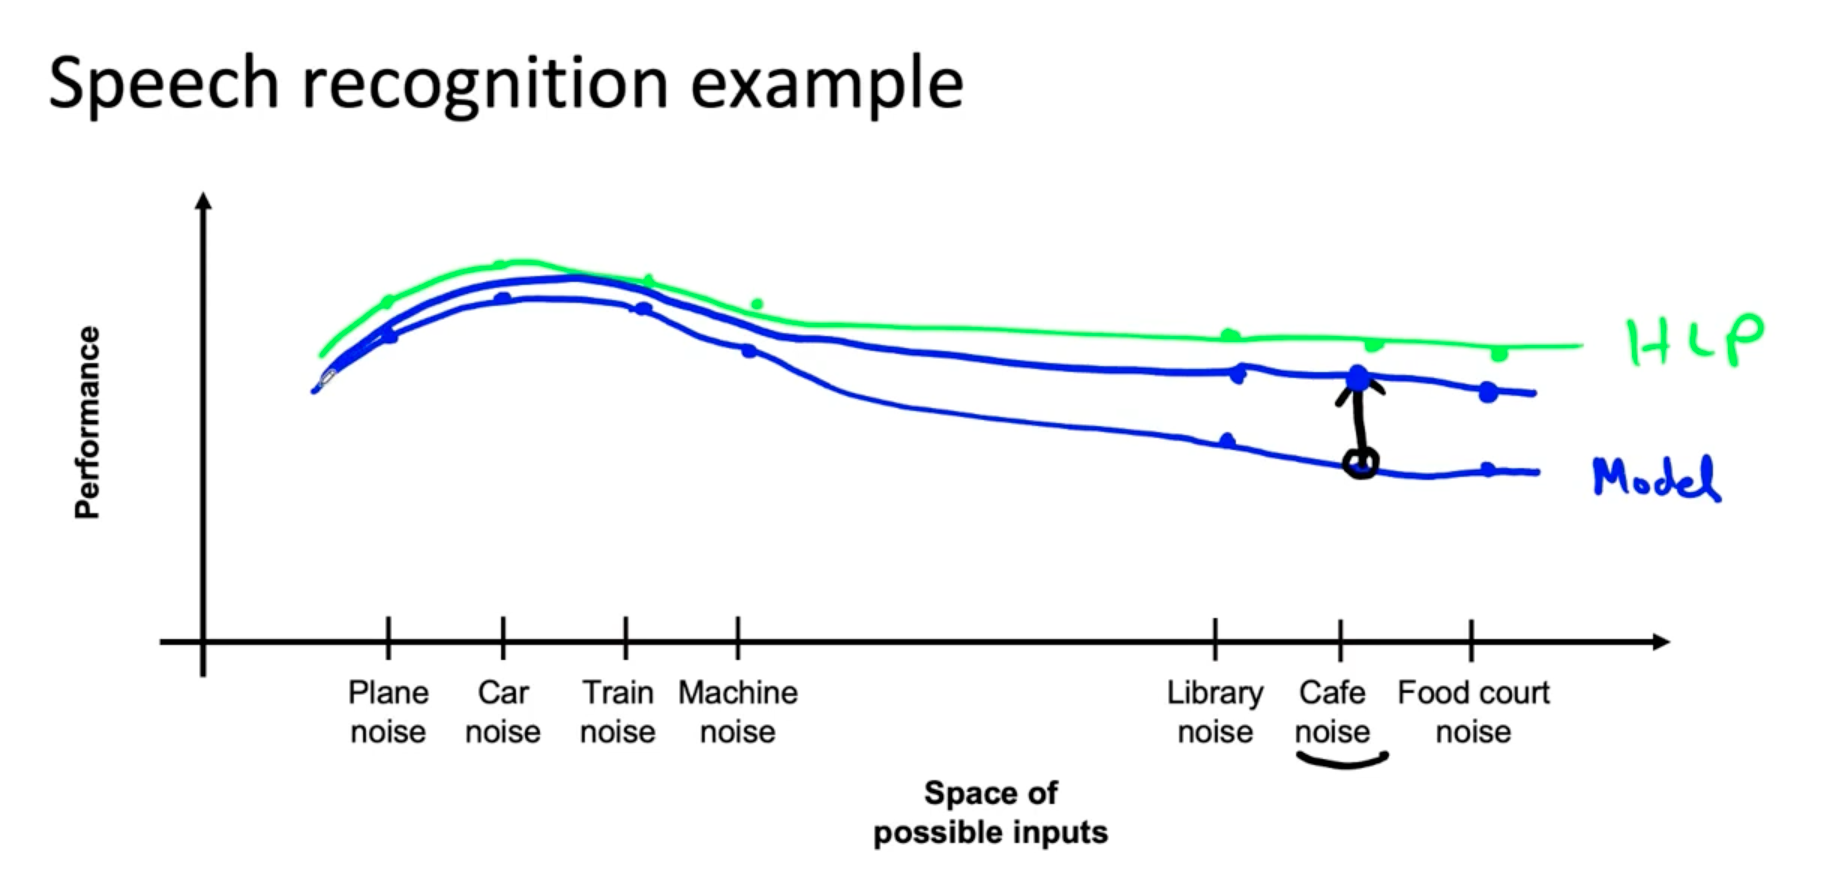 Speech recognition example
Performance
HLP
Model
Plane noise
Car noise
Train noise
Machine noise
Library noise
Cafe noise
Food court noise
Space of
possible inputs